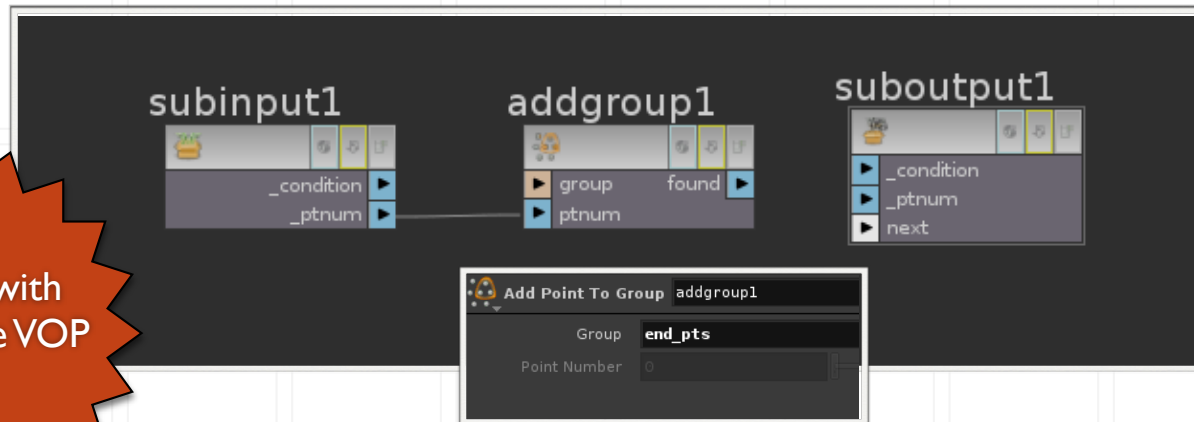 subinput1
_condition
_ptnum
addgroup1
group found
ptnum
suboutput1
_condition
_ptnum
next
with
VOP
Add Point To Group addgroup1
Group end_pts
Point Number 0